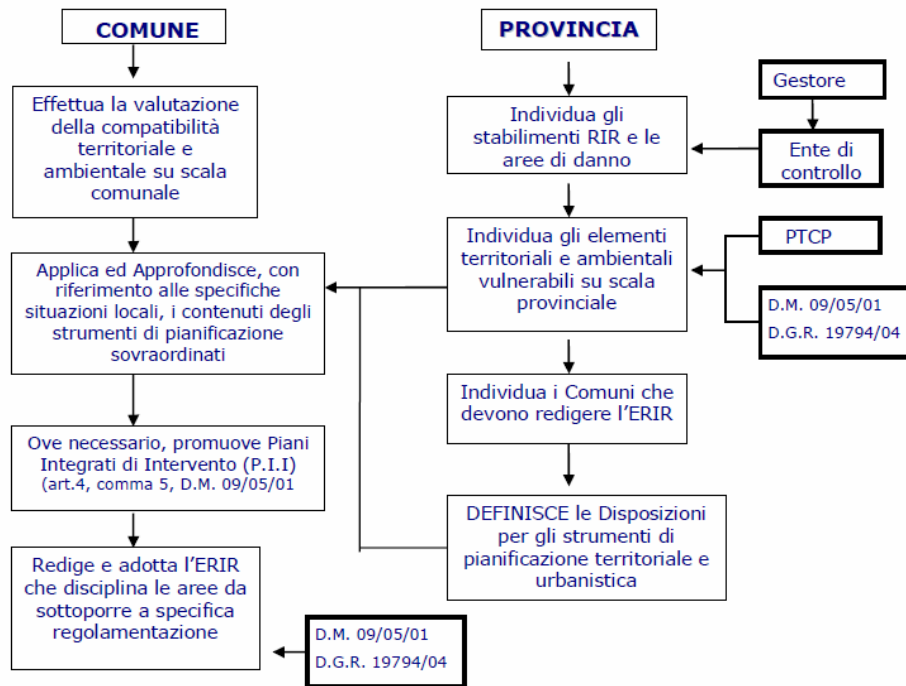 COMUNE
Effettua la valutazione
della compatibilità
territoriale e
ambientale su scala
comunale
Applica ed Approfondisce, con
riferimento alle specifiche
situazioni locali, i contenuti degli
strumenti di pianificazione
sovraordinati
Ove necessario, promuove Piani
Integrati di Intervento (P.I.I)
(art.4, comma 5, D.M. 09/05/01
Redige e adotta l'ERIR
che disciplina le aree da
sottoporre a specifica
regolamentazione
D.M. 09/05/01
D.G.R. 19794/04
PROVINCIA
Individua gli
stabilimenti RIR e le
aree di danno
Individua gli elementi
territoriali e ambientali
vulnerabili su scala
provinciale
Individua i Comuni che
devono redigere l'ERIR
DEFINISCE le Disposizioni
per gli strumenti di
pianificazione territoriale e
urbanistica
Gestore
Ente di
controllo
PTCP
D.M. 09/05/01
D.G.R. 19794/04